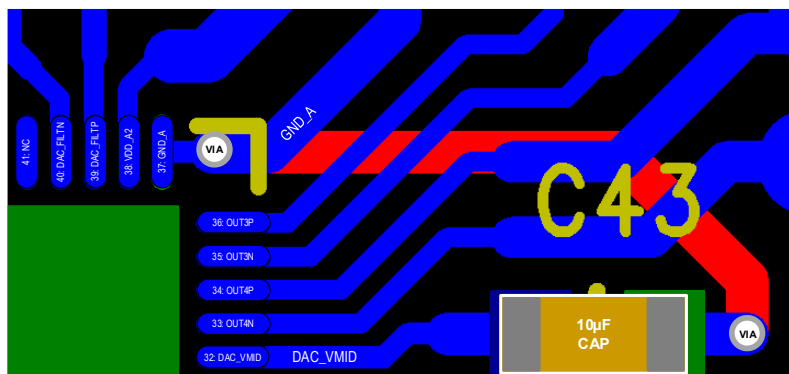 41: NC
40: DAC_FILTN
39: DAC_FILTP
38: VDD_A2
37: GND_A
VIA
GND_A
36: OUT3P
35: OUT3N
34: OUT4P
33: OUT4N
32: DAC_VMID
DAC_VMID
C43
10µF
CAP
VIA